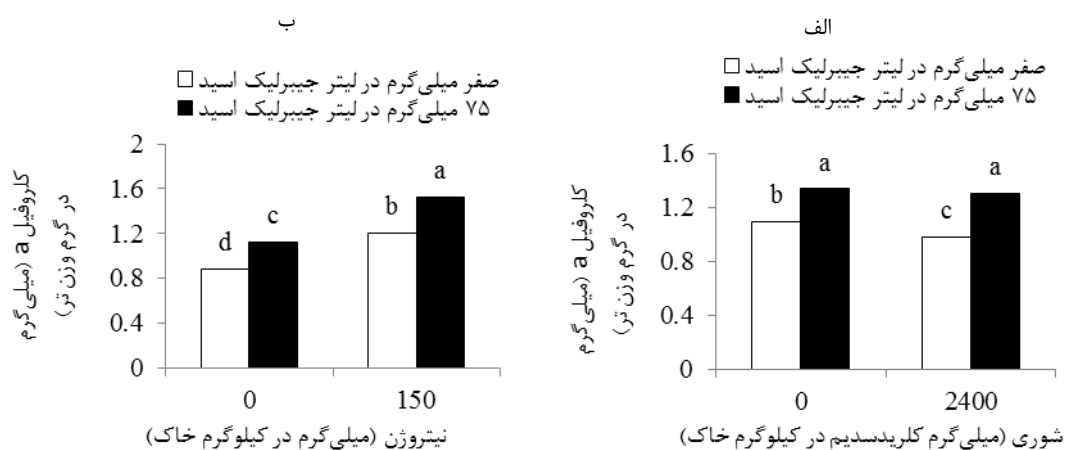 الف
صفر میلی‌گرم در لیتر جیبرلیک اسید
۷۵ میلی‌گرم در لیتر جیبرلیک اسید
کلروفیل a (میلی‌گرم
در گرم وزن تر)
1.6
1.2
0.8
0.4
0
b
a
c
a
0
2400
شوری (میلی‌گرم کلریدسدیم در کیلوگرم خاک)
ب
صفر میلی‌گرم در لیتر جیبرلیک اسید
۷۵ میلی‌گرم در لیتر جیبرلیک اسید
کلروفیل a (میلی‌گرم
در گرم وزن تر)
2
1.6
1.2
0.8
0.4
0
d
c
b
a
0
150
نیتروژن (میلی‌گرم در کیلوگرم خاک)